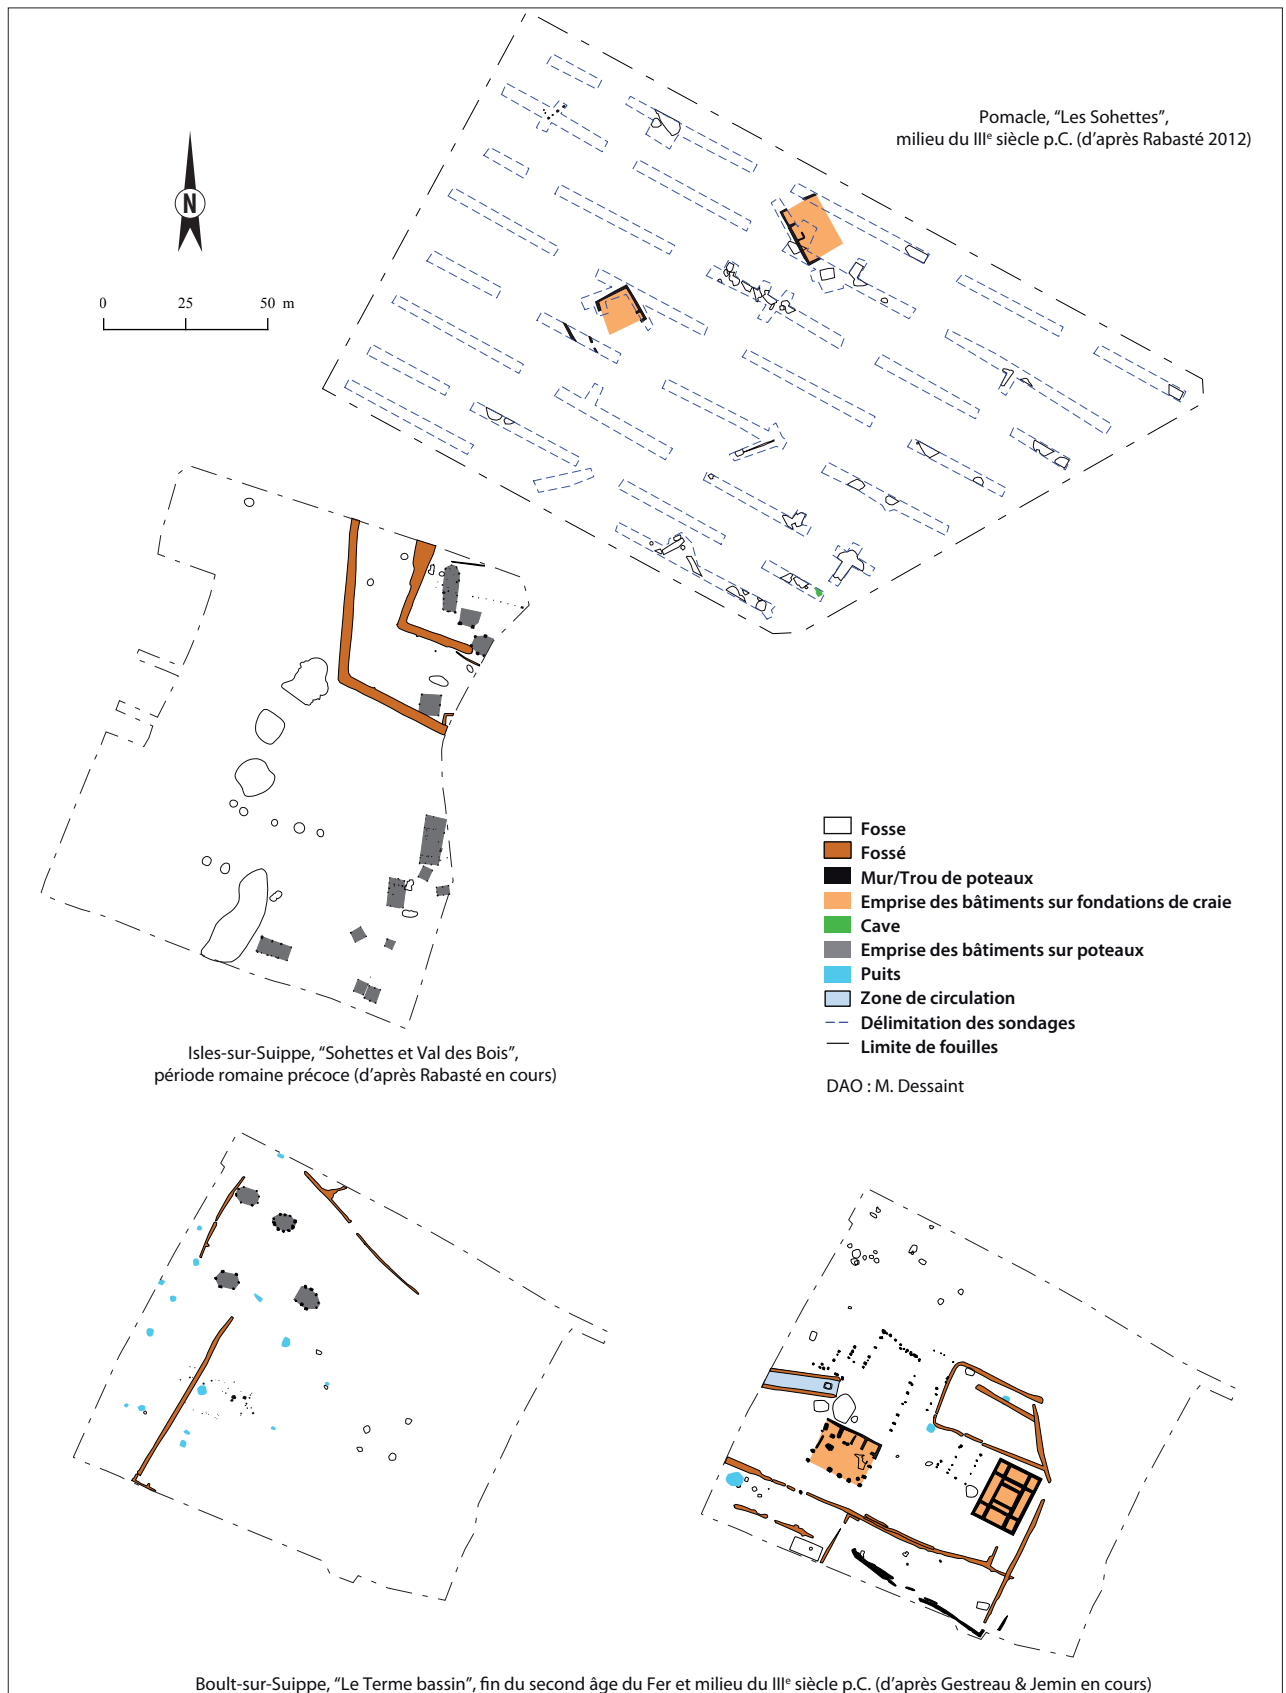 Pomacle, “Les Sohettes”,
milieu du IIIe siècle p.C. (d’après Rabasté 2012)
N
0 25 50 m
Fosse
Fossé
Mur/Trou de poteaux
Emprise des bâtiments sur fondations de craie
Cave
Emprise des bâtiments sur poteaux
Puits
Zone de circulation
Délimitation des sondages
Limite de fouilles
DAO : M. Dessaint
Isles-sur-Suippe, “Sohettes et Val des Bois”,
période romaine précoce (d’après Rabasté en cours)
Boult-sur-Suippe, “Le Terme bassin”, fin du second âge du Fer et milieu du IIIe siècle p.C. (d’après Gestreau & Jemin en cours)